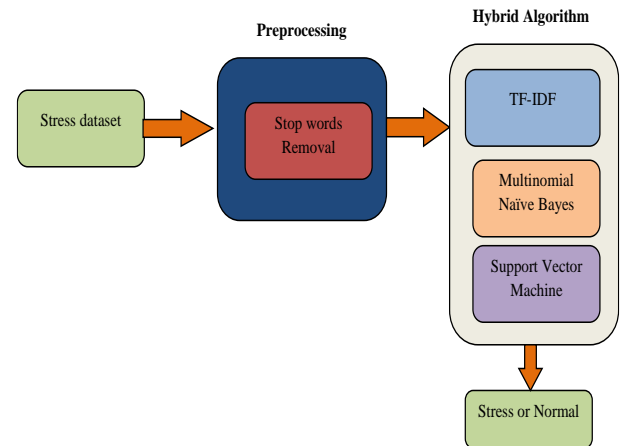 Hybrid Algorithm
Preprocessing
Stress dataset
Stop words
Removal
TF-IDF
Multinomial
Naïve Bayes
Support Vector
Machine
Stress or Normal